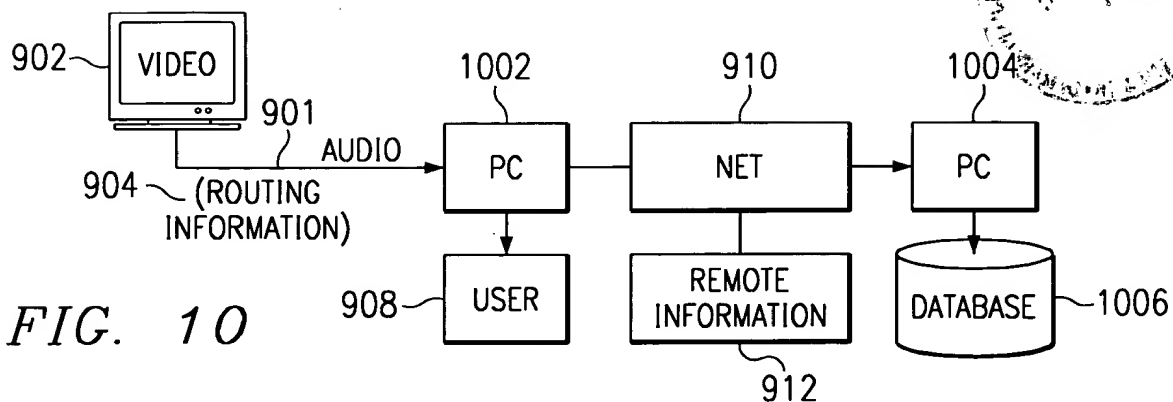 902
VIDEO
901
AUDIO
904
(ROUTING
INFORMATION)
1002
PC
910
NET
1004
PC
908
USER
REMOTE
INFORMATION
912
DATABASE
1006
FIG. 10